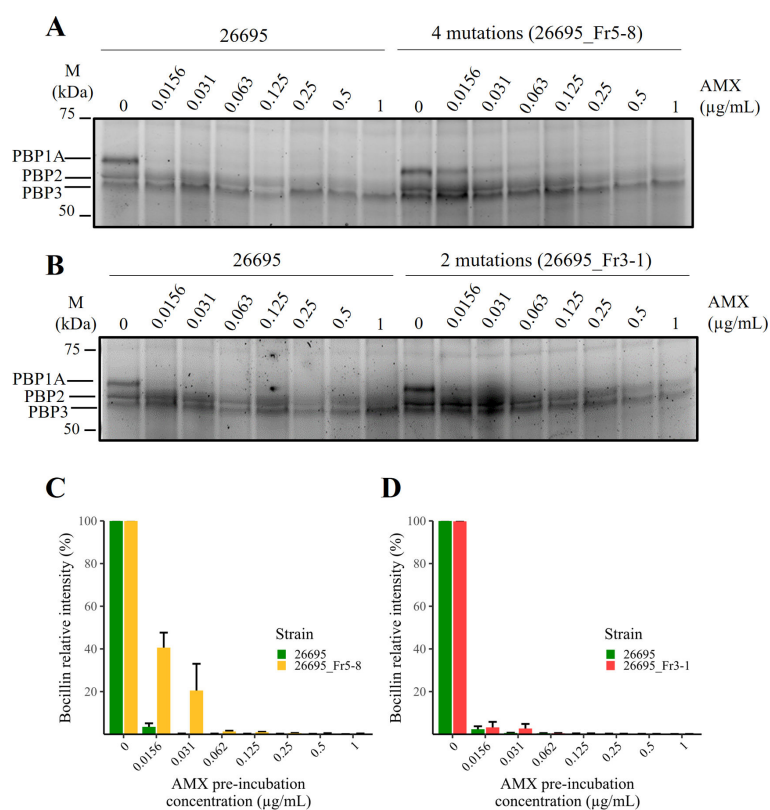 A
26695
4 mutations (26695_Fr5-8)
M
(kDa)
0 0.0156 0.031 0.063 0.125 0.25 0.5 1 0 0.0156 0.031 0.063 0.125 0.25 0.5 1
AMX
(µg/mL)
75
PBP1A
PBP2
PBP3
50
B
26695
2 mutations (26695_Fr3-1)
M
(kDa)
0 0.0156 0.031 0.063 0.125 0.25 0.5 1 0 0.0156 0.031 0.063 0.125 0.25 0.5 1
AMX
(µg/mL)
75
PBP1A
PBP2
PBP3
50
C
Bocillin relative intensity (%)
100
80
60
40
20
Strain
26695
26695_Fr5-8
0 0.0156 0.031 0.062 0.125 0.25 0.5 1
AMX pre-incubation
concentration (µg/mL)
D
Bocillin relative intensity (%)
100
80
60
40
20
Strain
26695
26695_Fr3-1
0 0.0156 0.031 0.062 0.125 0.25 0.5 1
AMX pre-incubation
concentration (µg/mL)